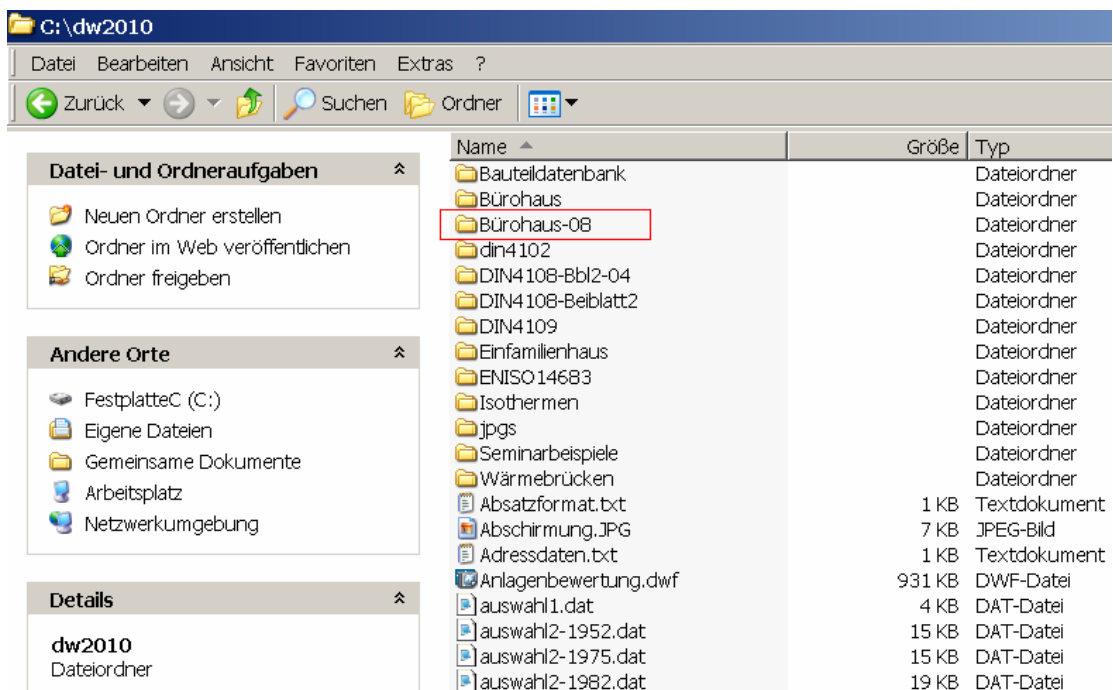 C:\dw2010
Datei Bearbeiten Ansicht Favoriten Extras ?
Zurück Suchen Ordner
Name Größe Typ
Datei- und Ordneraufgaben
Neuen Ordner erstellen
Ordner im Web veröffentlichen
Ordner freigeben
Andere Orte
FestplatteC (C:)
Eigene Dateien
Gemeinsame Dokumente
Arbeitsplatz
Netzwerkumgebung
Details
dw2010
Dateiordner
Bauteildatenbank Dateiordner
Bürohaus Dateiordner
Bürohaus-08 Dateiordner
din4102 Dateiordner
DIN4108-Bbl2-04 Dateiordner
DIN4108-Beiblatt2 Dateiordner
DIN4109 Dateiordner
Einfamilienhaus Dateiordner
ENISO14683 Dateiordner
Isothermen Dateiordner
jpgs Dateiordner
Seminarbeispiele Dateiordner
Wärmebrücken Dateiordner
Absatzformat.txt 1 KB Textdokument
Abschirmung.JPG 7 KB JPEG-Bild
Adressdaten.txt 1 KB Textdokument
Anlagenbewertung.dwf 931 KB DWF-Datei
auswahl1.dat 4 KB DAT-Datei
auswahl2-1952.dat 15 KB DAT-Datei
auswahl2-1975.dat 15 KB DAT-Datei
auswahl2-1982.dat 19 KB DAT-Datei